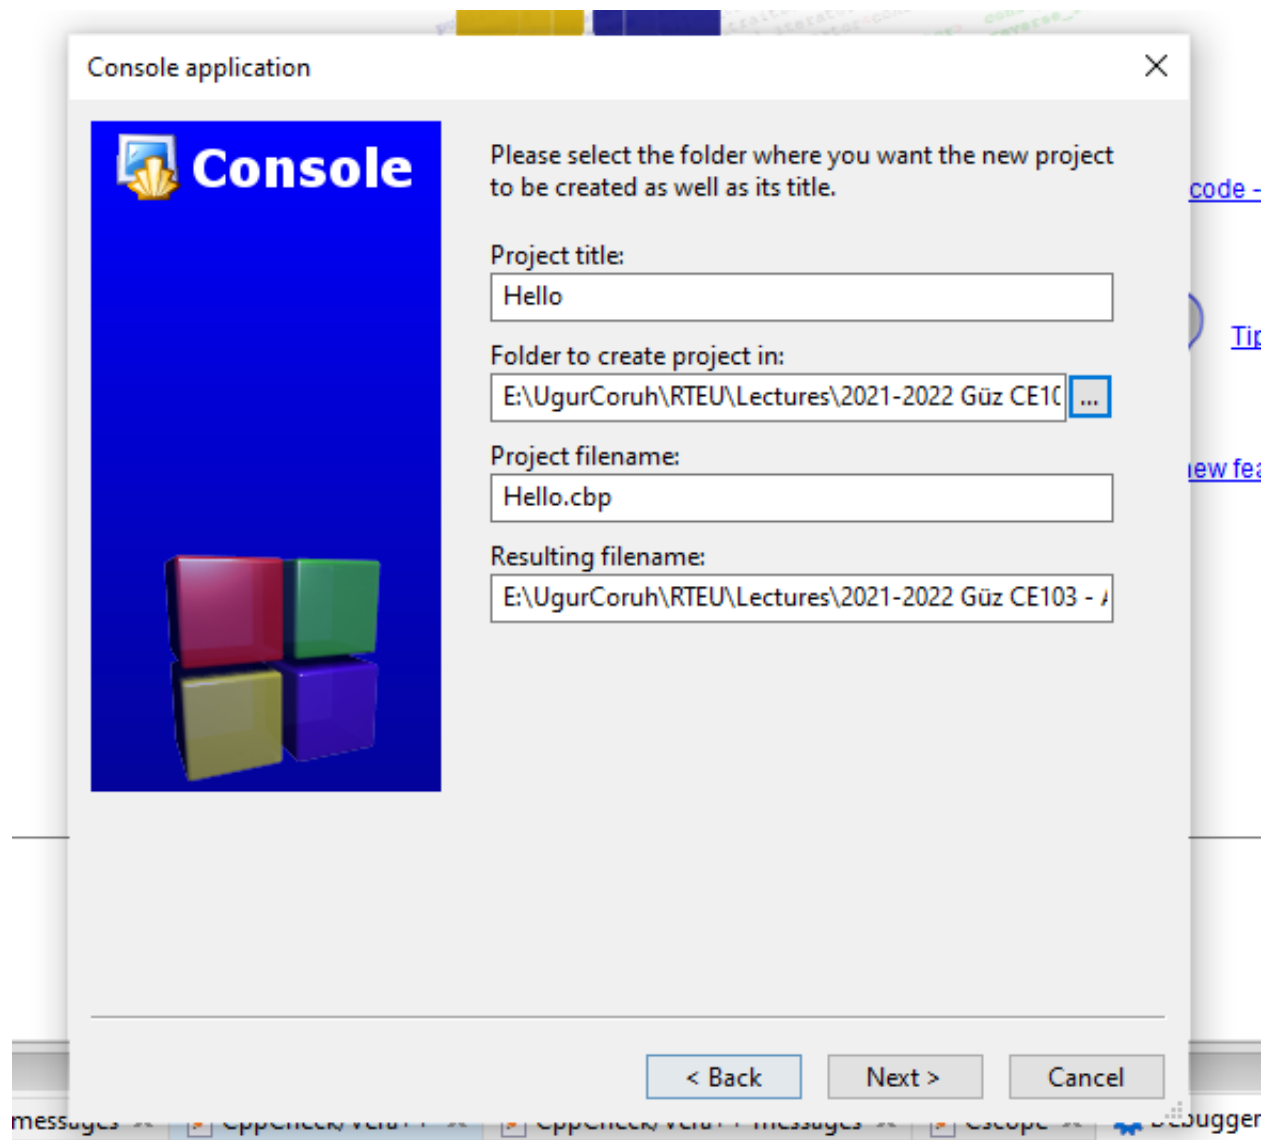 Console application
Console
Please select the folder where you want the new project
to be created as well as its title.
Project title:
Hello
Folder to create project in:
E:\UgurCoruh\RTEU\Lectures\2021-2022 Güz CE10
...
Project filename:
Hello.cbp
Resulting filename:
E:\UgurCoruh\RTEU\Lectures\2021-2022 Güz CE103 - A
code -
Tip
new fea
< Back
Next >
Cancel
messages
CppCheck/Vera++
CppCheck/Vera++ messages
Cscope
Debugger